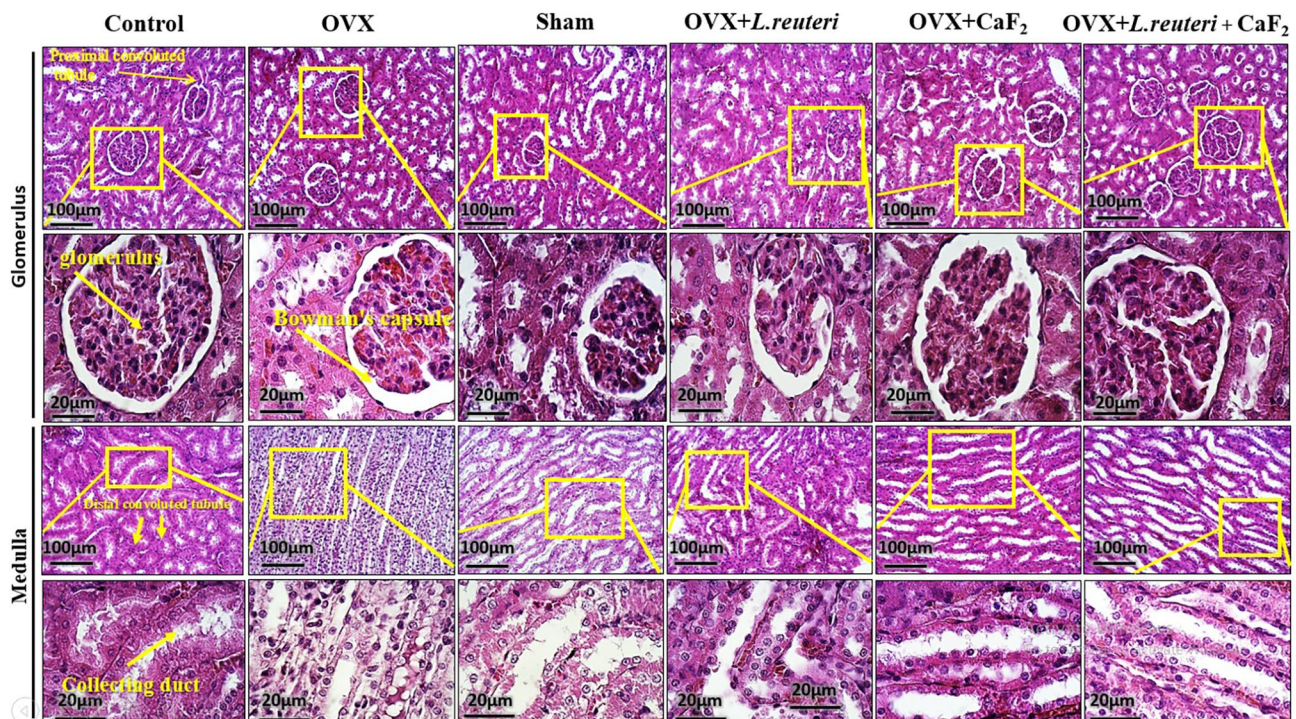 Control OVX Sham OVX+L.reuteri OVX+CaF₂ OVX+L.reuteri + CaF₂
Glomerulus
Proximal convoluted
tubule
100µm 100µm 100µm 100µm 100µm 100µm
glomerulus
Bowman's capsule
20µm 20µm 20µm 20µm 20µm 20µm
Medulla
Distal convoluted tubule
100µm 100µm 100µm 100µm 100µm 100µm
Collecting duct
20µm 20µm 20µm 20µm 20µm 20µm 20µm